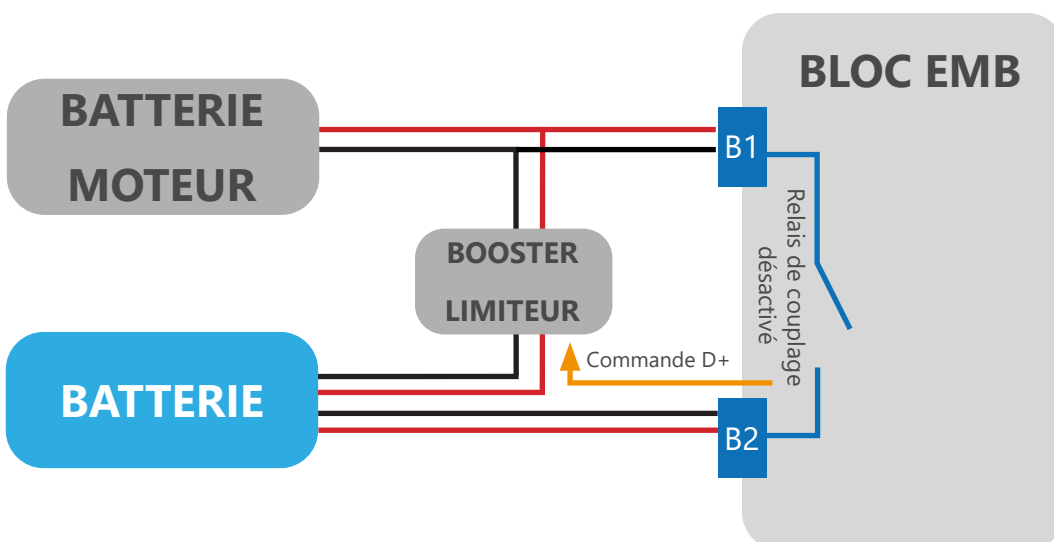 BLOC EMB
BATTERIE
MOTEUR
B1
Relais de couplage
désactivé
BOOSTER
LIMITEUR
Commande D+
BATTERIE
B2